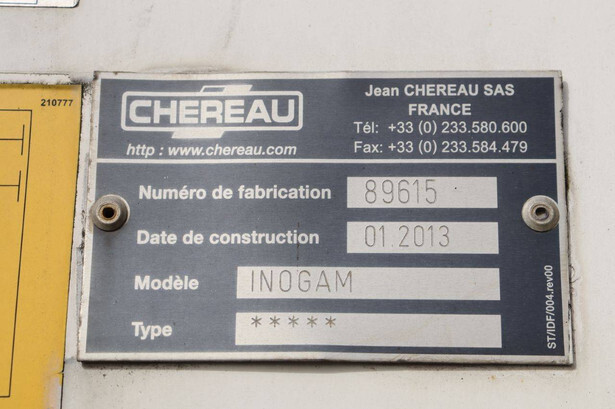 210777
CHEREAU
http : www.chereau.com
Jean CHEREAU SAS
FRANCE
Tél: +33 (0) 233.580.600
Fax: +33 (0) 233.584.479
Numéro de fabrication 89615
Date de construction 01.2013
Modèle INOGAM
Type *****
ST/IDF/004.rev00